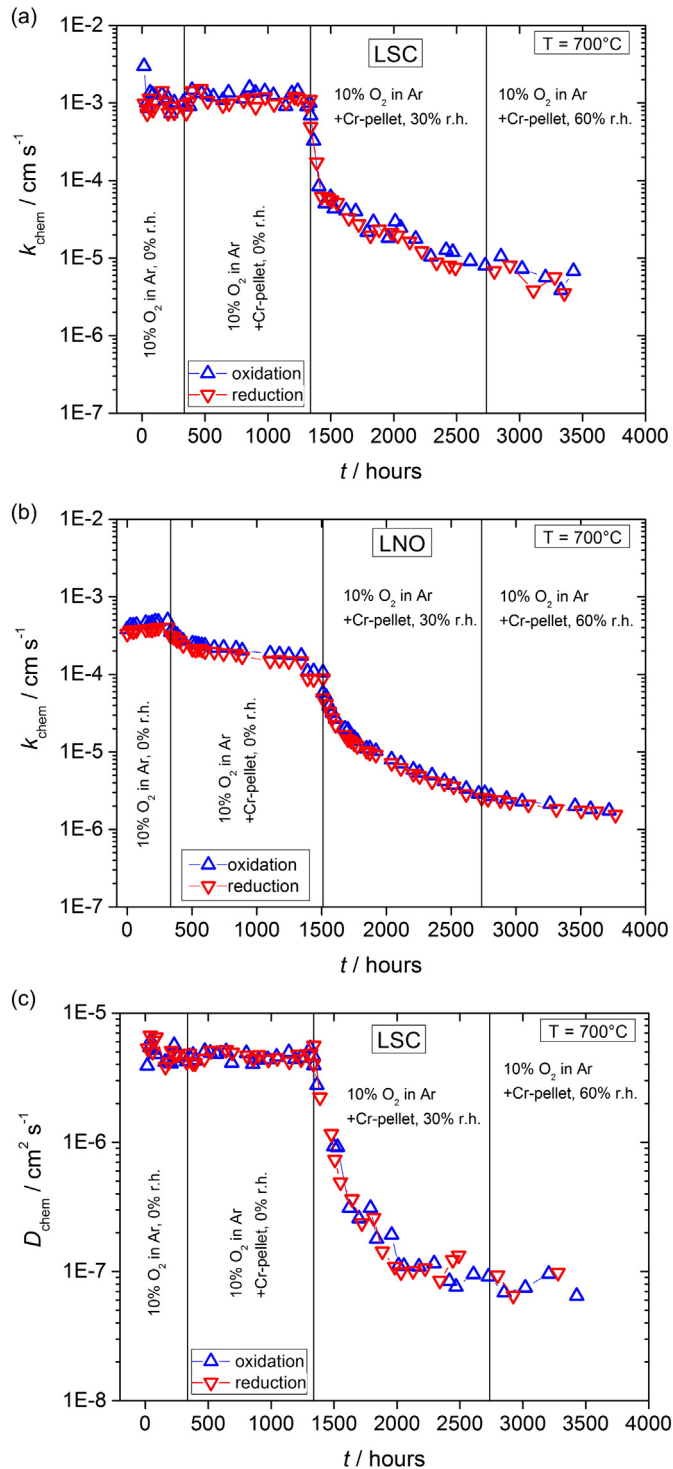 (a)
1E-2
1E-3
1E-4
1E-5
1E-6
1E-7
k chem / cm s⁻¹
LSC
T = 700°C
10% O₂ in Ar, 0% r.h.
10% O₂ in Ar
+Cr-pellet, 0% r.h.
10% O₂ in Ar
+Cr-pellet, 30% r.h.
10% O₂ in Ar
+Cr-pellet, 60% r.h.
oxidation
reduction
0 500 1000 1500 2000 2500 3000 3500 4000
t / hours
(b)
1E-2
1E-3
1E-4
1E-5
1E-6
1E-7
k chem / cm s⁻¹
LNO
T = 700°C
10% O₂ in Ar, 0% r.h.
10% O₂ in Ar
+Cr-pellet, 0% r.h.
10% O₂ in Ar
+Cr-pellet, 30% r.h.
10% O₂ in Ar
+Cr-pellet, 60% r.h.
oxidation
reduction
0 500 1000 1500 2000 2500 3000 3500 4000
t / hours
(c)
1E-5
1E-6
1E-7
1E-8
D chem / cm² s⁻¹
LSC
T = 700°C
10% O₂ in Ar, 0% r.h.
10% O₂ in Ar
+Cr-pellet, 0% r.h.
10% O₂ in Ar
+Cr-pellet, 30% r.h.
10% O₂ in Ar
+Cr-pellet, 60% r.h.
oxidation
reduction
0 500 1000 1500 2000 2500 3000 3500 4000
t / hours